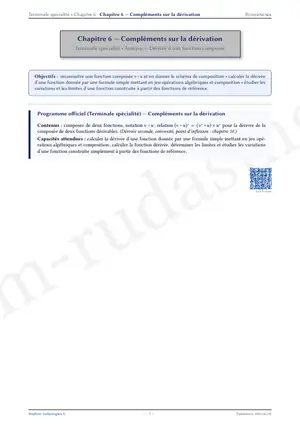 Terminale spécialité • Chapitre 6 Chapitre 6 — Compléments sur la dérivation
Chapitre 6 — Compléments sur la dérivation
Terminale spécialité • Analyse — Dérivée d'une fonction composée
Objectifs : reconnaître une fonction composée v ∘ u et en donner le schéma de composition • calculer la dérivée
d'une fonction donnée par une formule simple mettant en jeu opérations algébriques et composition • étudier les
variations et les limites d'une fonction construite à partir des fonctions de référence.
Programme officiel (Terminale spécialité) — Compléments sur la dérivation
Contenus : composée de deux fonctions, notation v ∘ u ; relation (v ∘ u)′ = (v′ ∘ u) × u′ pour la dérivée de la
composée de deux fonctions dérivables. (Dérivée seconde, convexité, point d'inflexion : chapitre
Capacités attendues : calculer la dérivée d'une fonction donnée par une formule simple mettant en jeu opé-
rations algébriques et composition ; calculer la fonction dérivée, déterminer les limites et étudier les variations
d'une fonction construite simplement à partir des fonctions de référence.
m-rudan
— 1 —